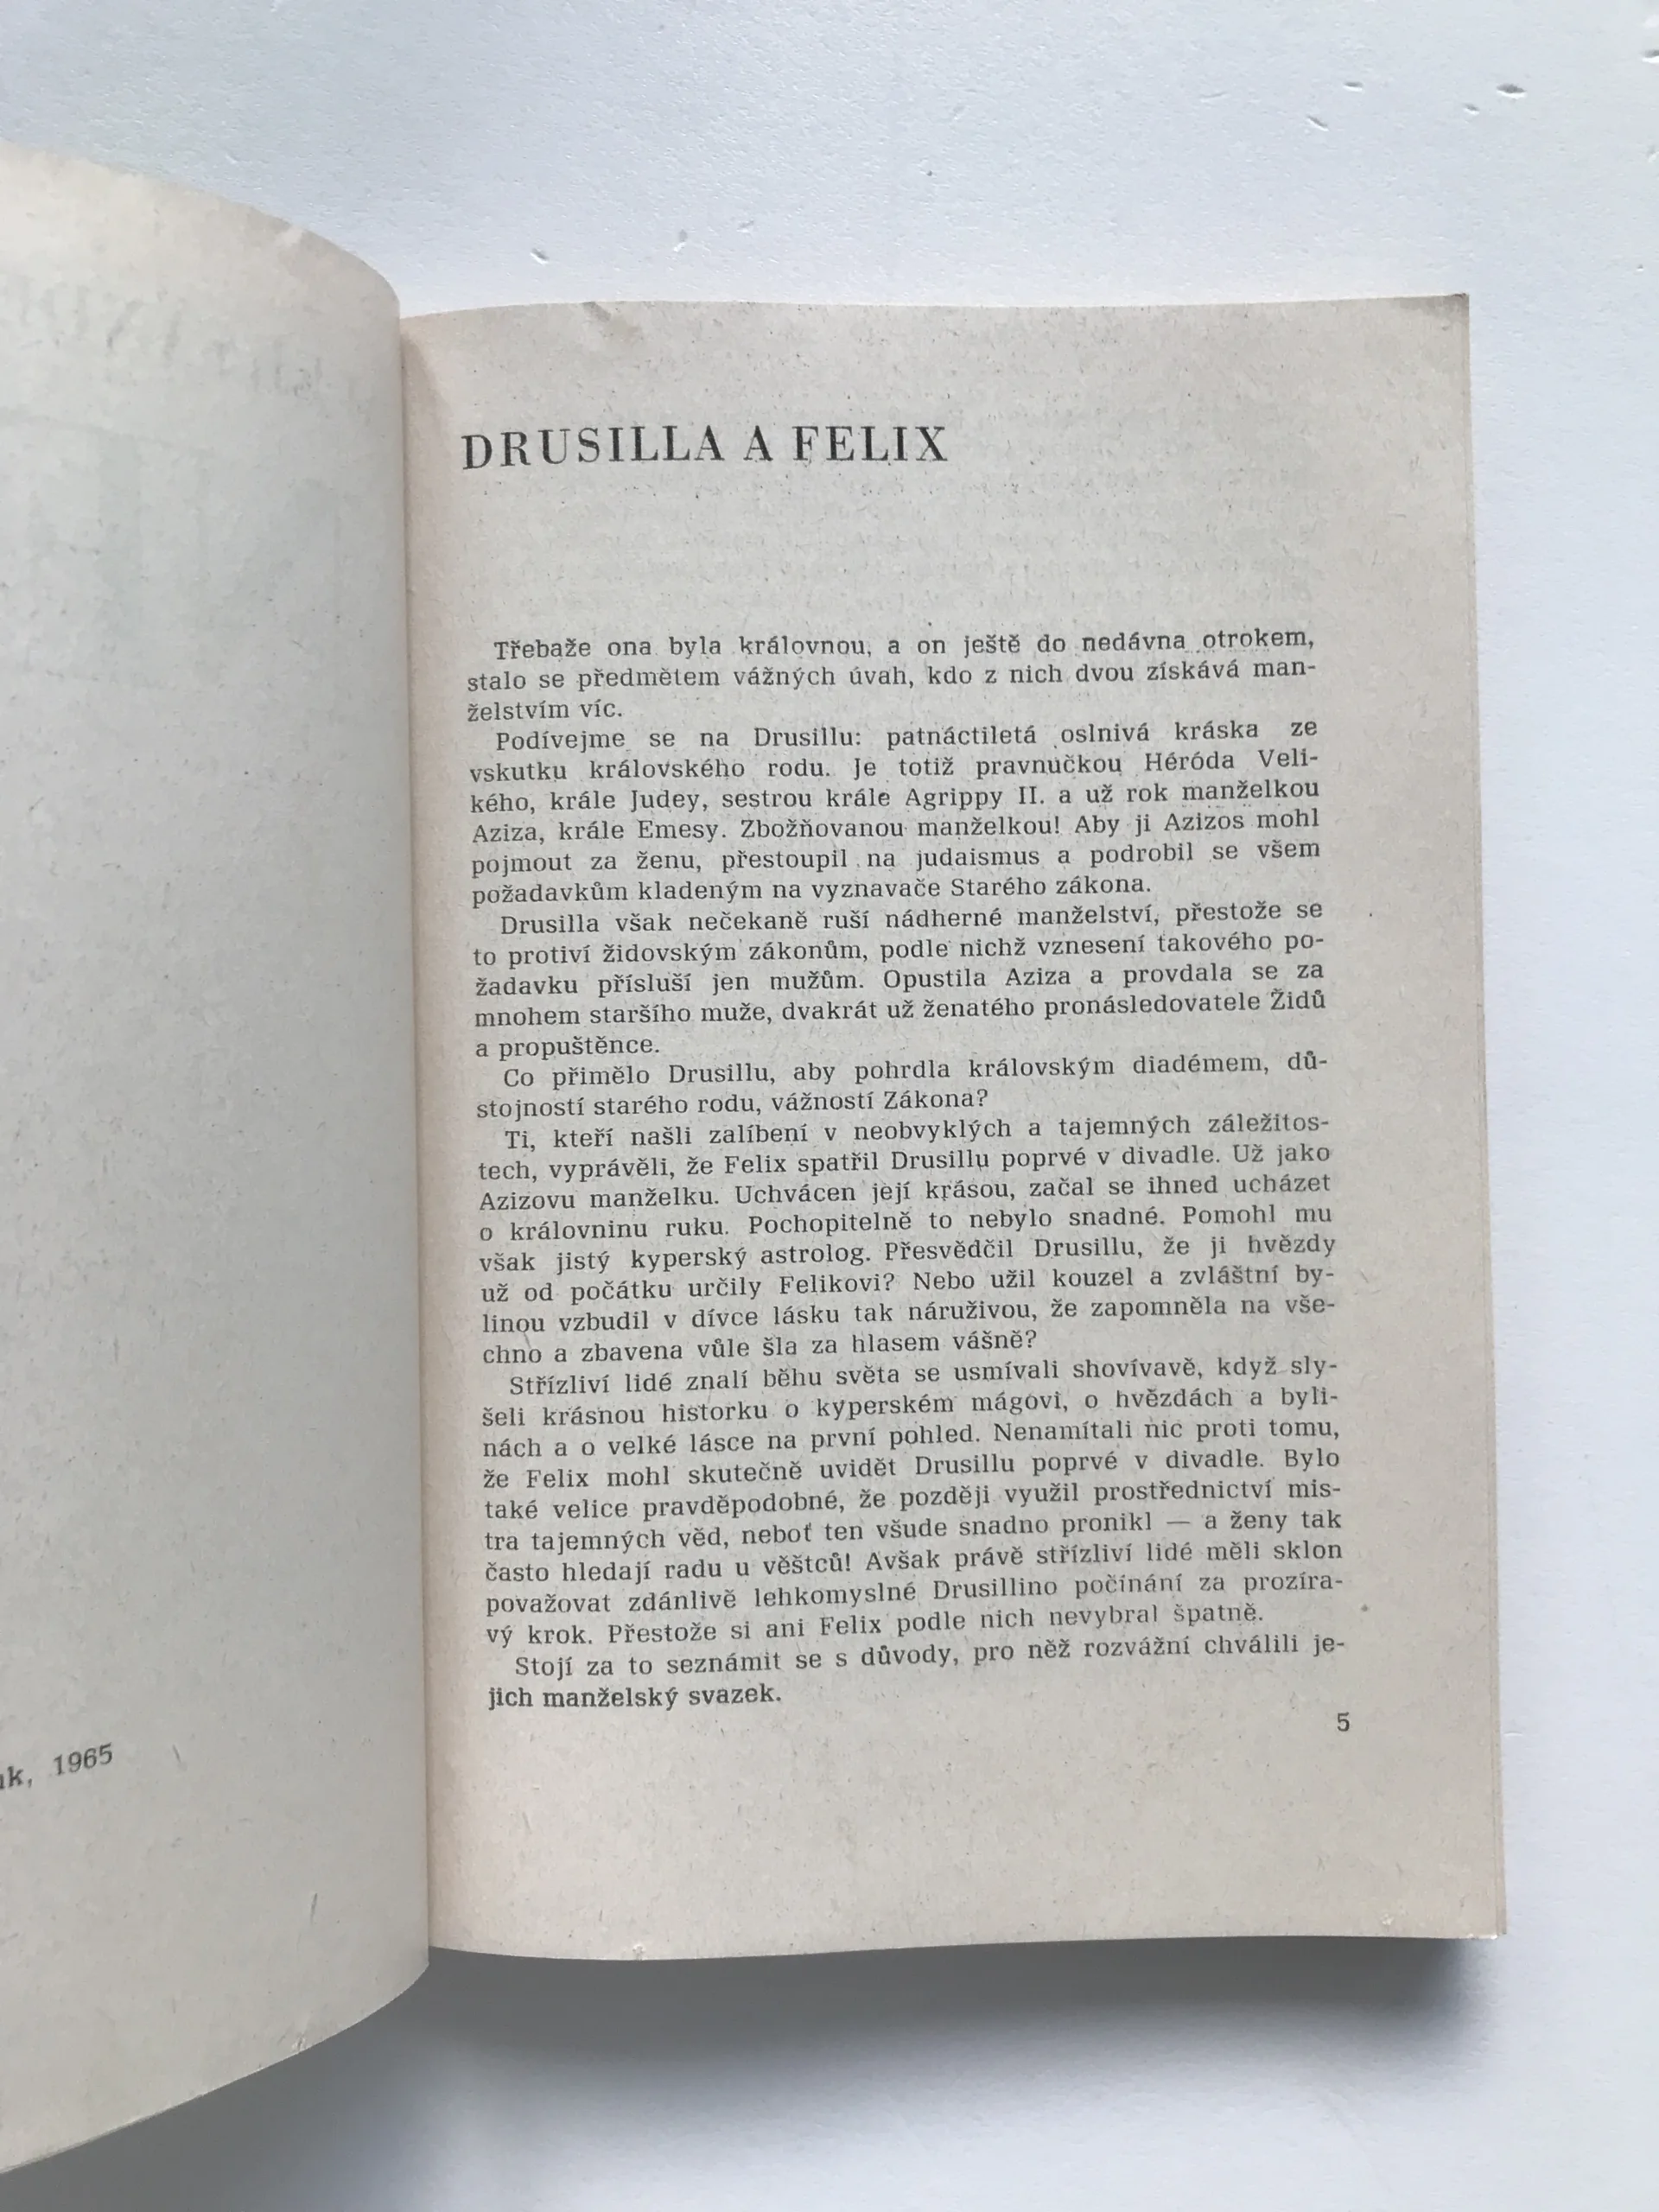 DRUSILLA A FELIX
Třebaže ona byla královnou, a on ještě do nedávna otrokem,
stalo se předmětem vážných úvah, kdo z nich dvou získává man-
želstvím víc.
Podívejme se na Drusillu: patnáctiletá oslnivá kráska ze
vskutku královského rodu. Je totiž pravnučkou Héróda Veli-
kého, krále Judey, sestrou krále Agrippy II. a už rok manželkou
Aziza, krále Emesy. Zbožňovanou manželkou! Aby ji Azizos mohl
pojmout za ženu, přestoupil na judaismus a podrobil se všem
požadavkům kladeným na vyznavače Starého zákona.
Drusilla však nečekaně ruší nádherné manželství, přestože se
to protiví židovským zákonům, podle nichž vznesení takového po-
žadavku přísluší jen mužům. Opustila Aziza a provdala se za
mnohem staršího muže, dvakrát už ženatého pronásledovatele Židů
a propuštěnce.
Co přimělo Drusillu, aby pohrdla královským diadémem, dů-
stojností starého rodu, vážností Zákona?
Ti, kteří našli zalíbení v neobvyklých a tajemných záležitos-
tech, vyprávěli, že Felix spatřil Drusillu poprvé v divadle. Už jako
Azizovu manželku. Uchvácen její krásou, začal se ihned ucházet
o královninu ruku. Pochopitelně to nebylo snadné. Pomohl mu
však jistý kyperský astrolog. Přesvědčil Drusillu, že ji hvězdy
už od počátku určily Felikovi? Nebo užil kouzel a zvláštní by-
linou vzbudil v dívce lásku tak náruživou, že zapomněla na vše-
chno a zbavena vůle šla za hlasem vášně?
Střízliví lidé znalí běhu světa se usmívali shovívavě, když sly-
šeli krásnou historku o kyperském mágovi, o hvězdách a byli-
nách a o velké lásce na první pohled. Nenamítali nic proti tomu,
že Felix mohl skutečně uvidět Drusillu poprvé v divadle. Bylo
také velice pravděpodobné, že později využil prostřednictví mis-
tra tajemných věd, neboť ten všude snadno pronikl — a ženy tak
často hledají radu u věštců! Avšak právě střízliví lidé měli sklon
považovat zdánlivě lehkomyslné Drusillino počínání za prozíra-
vý krok. Přestože si ani Felix podle nich nevybral špatně.
Stojí za to seznámit se s důvody, pro něž rozvážní chválili je-
jich manželský svazek.
5
1965